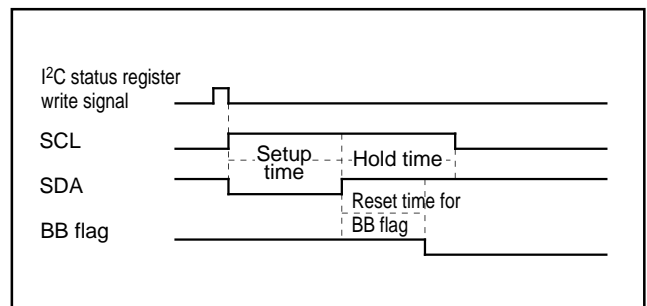 I²C status register
write signal
SCL
Setup
time
Hold time
SDA
Reset time for
BB flag
BB flag